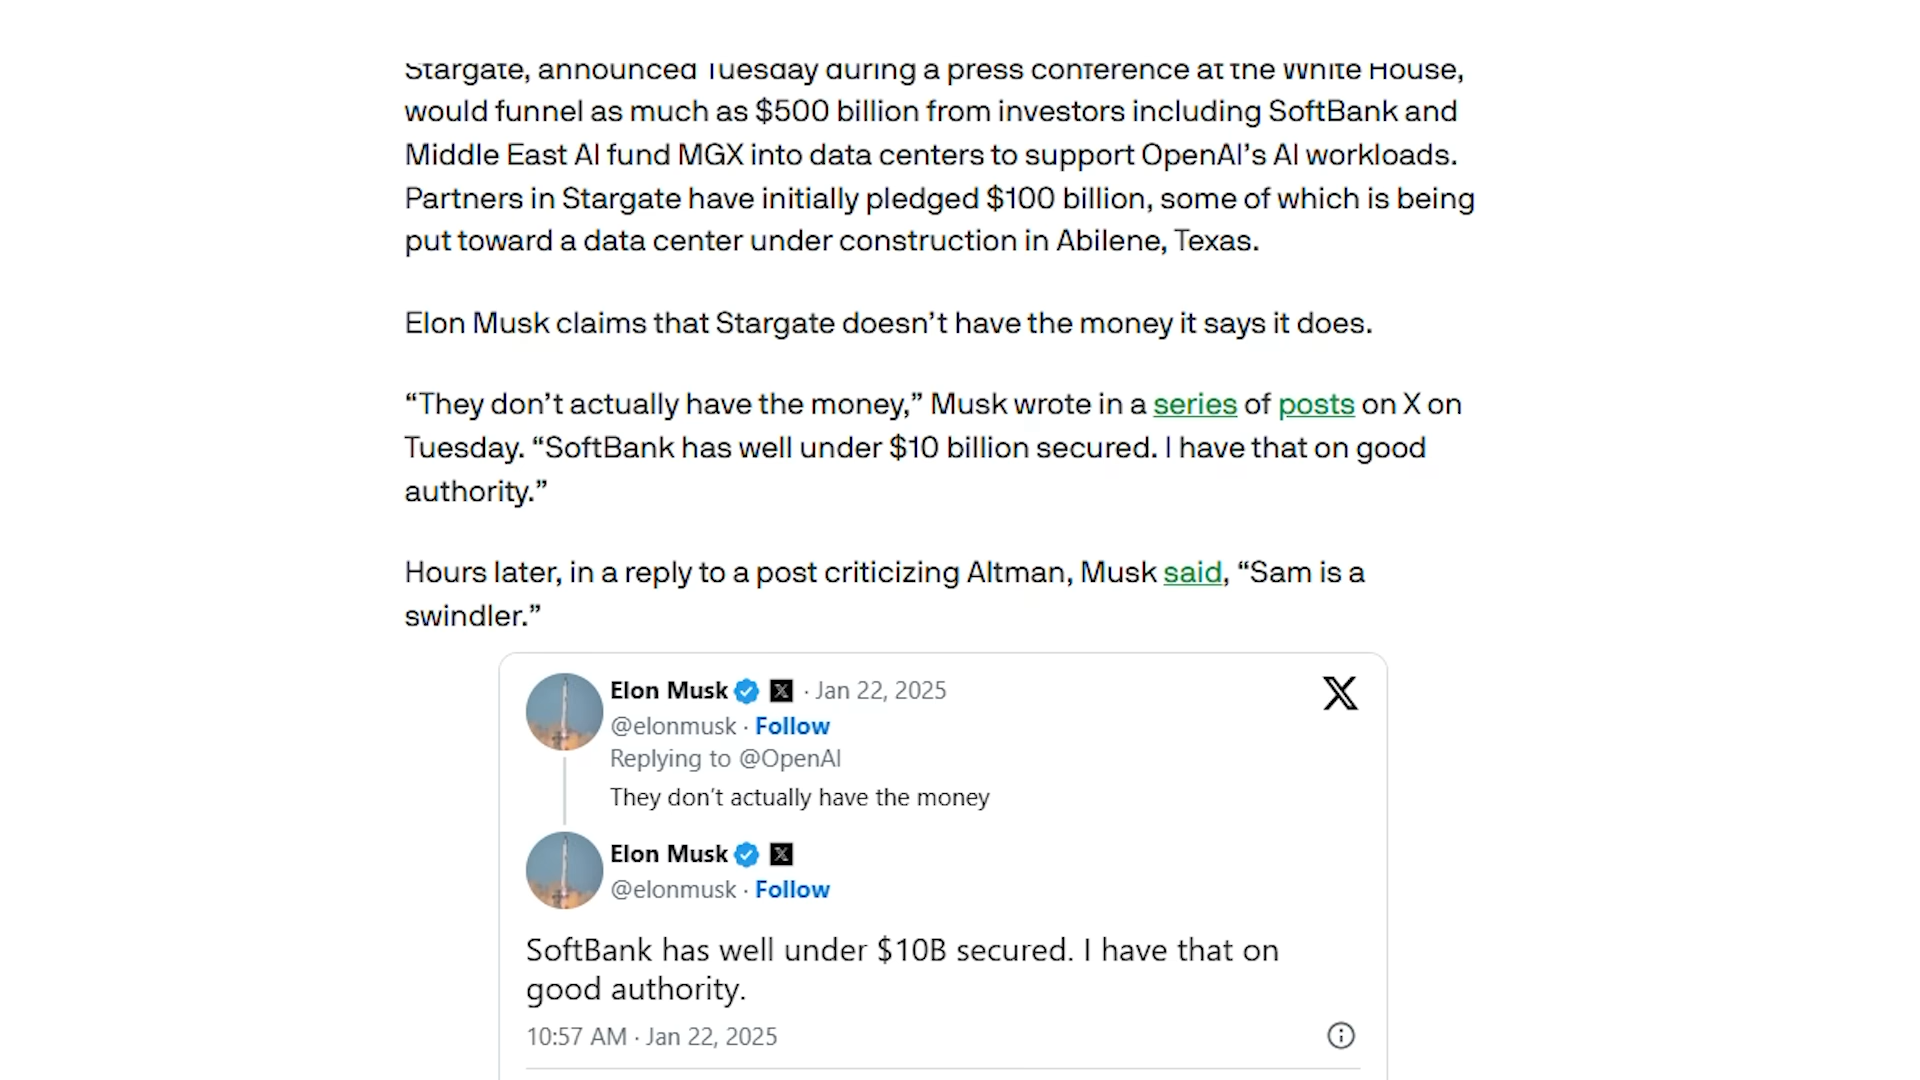 Stargate, announced Tuesday during a press conference at the White House,
would funnel as much as $500 billion from investors including SoftBank and
Middle East AI fund MGX into data centers to support OpenAI’s AI workloads.
Partners in Stargate have initially pledged $100 billion, some of which is being
put toward a data center under construction in Abilene, Texas.
Elon Musk claims that Stargate doesn’t have the money it says it does.
“They don’t actually have the money,” Musk wrote in a series of posts on X on
Tuesday. “SoftBank has well under $10 billion secured. I have that on good
authority.”
Hours later, in a reply to a post criticizing Altman, Musk said, “Sam is a
swindler.”
Elon Musk · Jan 22, 2025
@elonmusk · Follow
Replying to @OpenAI
They don’t actually have the money
Elon Musk
@elonmusk · Follow
SoftBank has well under $10B secured. I have that on
good authority.
10:57 AM · Jan 22, 2025